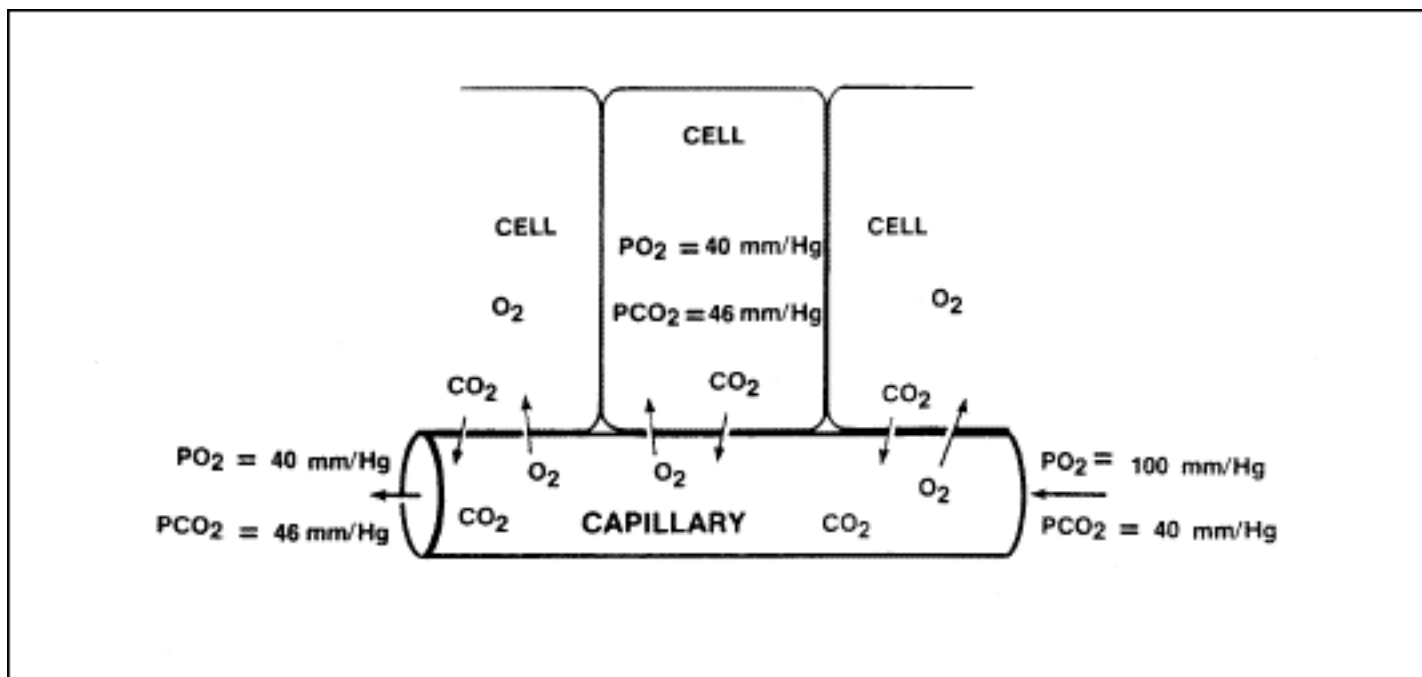 CELL
CELL
CELL
PO2 = 40 mm/Hg
O2
O2
PCO2 = 46 mm/Hg
CO2
CO2
CO2
PO2 = 40 mm/Hg
O2
O2
O2
PO2 = 100 mm/Hg
PCO2 = 46 mm/Hg
CO2
CAPILLARY
CO2
PCO2 = 40 mm/Hg